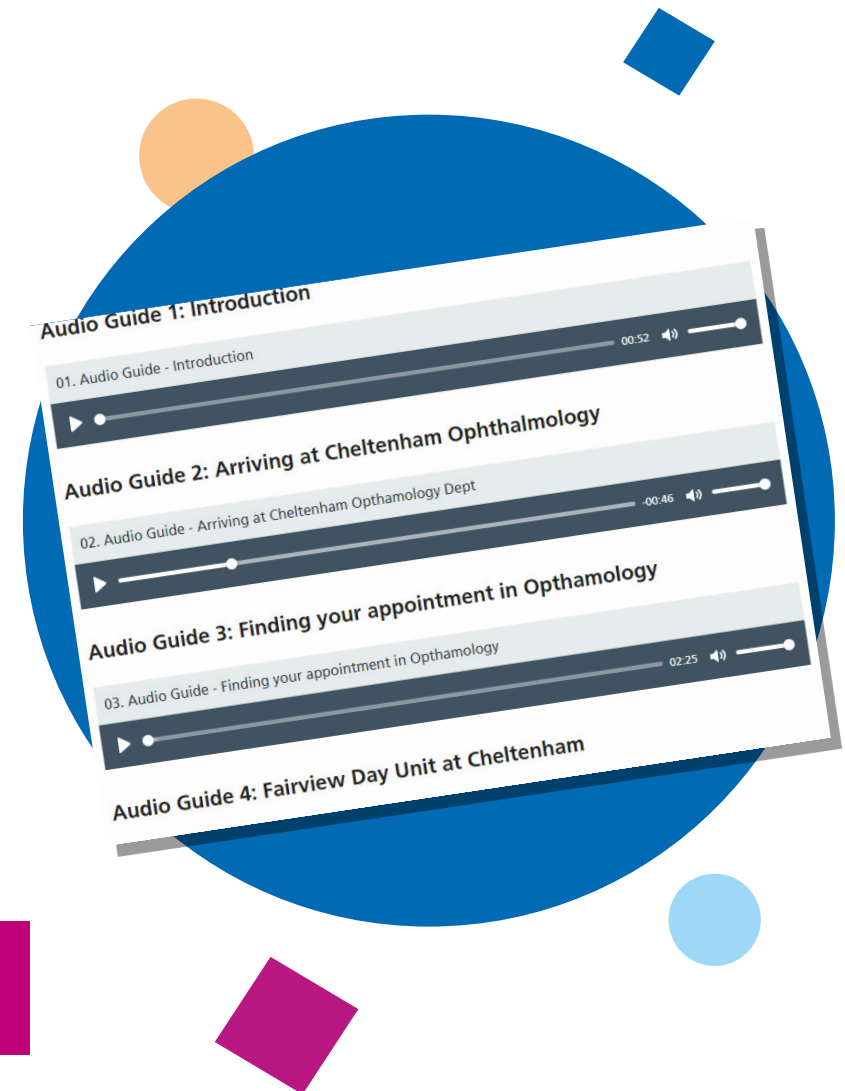 Audio Guide 1: Introduction
01. Audio Guide - Introduction
00:52
Audio Guide 2: Arriving at Cheltenham Ophthalmology
02. Audio Guide - Arriving at Cheltenham Opthamology Dept
-00:46
Audio Guide 3: Finding your appointment in Opthamology
03. Audio Guide - Finding your appointment in Opthamology
02:25
Audio Guide 4: Fairview Day Unit at Cheltenham